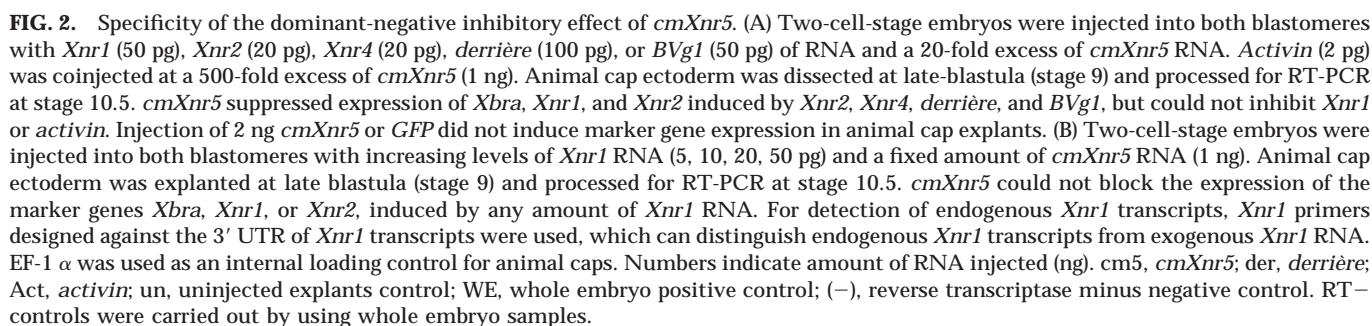 FIG. 2. Specificity of the dominant-negative inhibitory effect of cmXnr5. (A) Two-cell-stage embryos were injected into both blastomeres
with Xnr1 (50 pg), Xnr2 (20 pg), Xnr4 (20 pg), derrière (100 pg), or BVg1 (50 pg) of RNA and a 20-fold excess of cmXnr5 RNA. Activin (2 pg)
was coinjected at a 500-fold excess of cmXnr5 (1 ng). Animal cap ectoderm was dissected at late-blastula (stage 9) and processed for RT-PCR
at stage 10.5. cmXnr5 suppressed expression of Xbra, Xnr1, and Xnr2 induced by Xnr2, Xnr4, derrière, and BVg1, but could not inhibit Xnr1
or activin. Injection of 2 ng cmXnr5 or GFP did not induce marker gene expression in animal cap explants. (B) Two-cell-stage embryos were
injected into both blastomeres with increasing levels of Xnr1 RNA (5, 10, 20, 50 pg) and a fixed amount of cmXnr5 RNA (1 ng). Animal cap
ectoderm was explanted at late blastula (stage 9) and processed for RT-PCR at stage 10.5. cmXnr5 could not block the expression of the
marker genes Xbra, Xnr1, or Xnr2, induced by any amount of Xnr1 RNA. For detection of endogenous Xnr1 transcripts, Xnr1 primers
designed against the 3′ UTR of Xnr1 transcripts were used, which can distinguish endogenous Xnr1 transcripts from exogenous Xnr1 RNA.
EF-1 α was used as an internal loading control for animal caps. Numbers indicate amount of RNA injected (ng). cm5, cmXnr5; der, derrière;
Act, activin; un, uninjected explants control; WE, whole embryo positive control; (−), reverse transcriptase minus negative control. RT−
controls were carried out by using whole embryo samples.